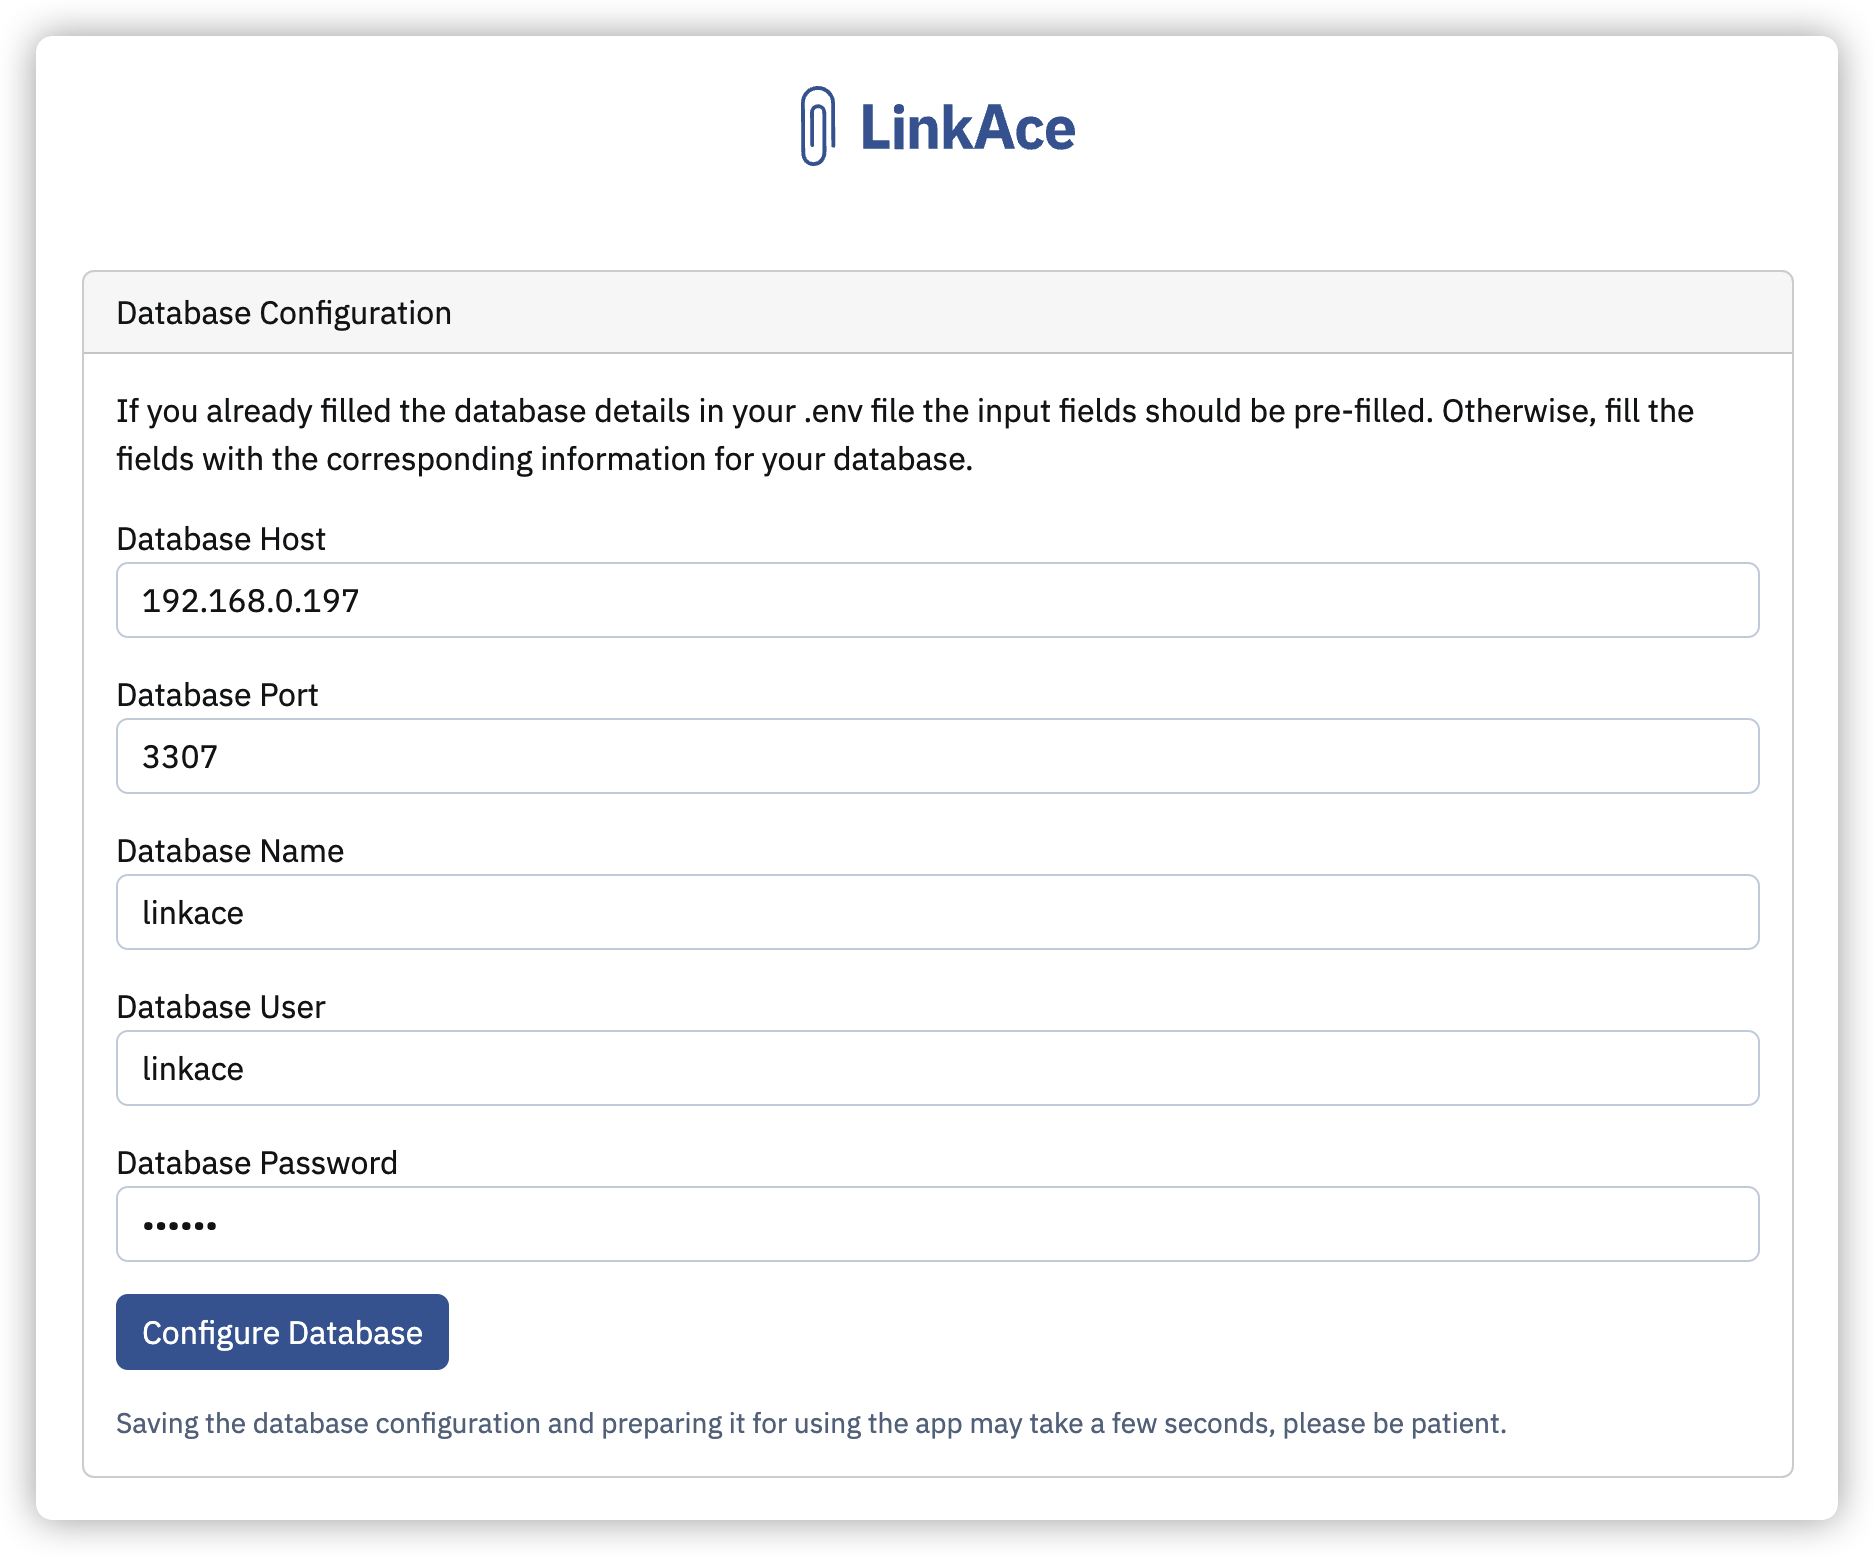 LinkAce
Database Configuration
If you already filled the database details in your .env file the input fields should be pre-filled. Otherwise, fill the
fields with the corresponding information for your database.
Database Host
192.168.0.197
Database Port
3307
Database Name
linkace
Database User
linkace
Database Password
••••••
Configure Database
Saving the database configuration and preparing it for using the app may take a few seconds, please be patient.